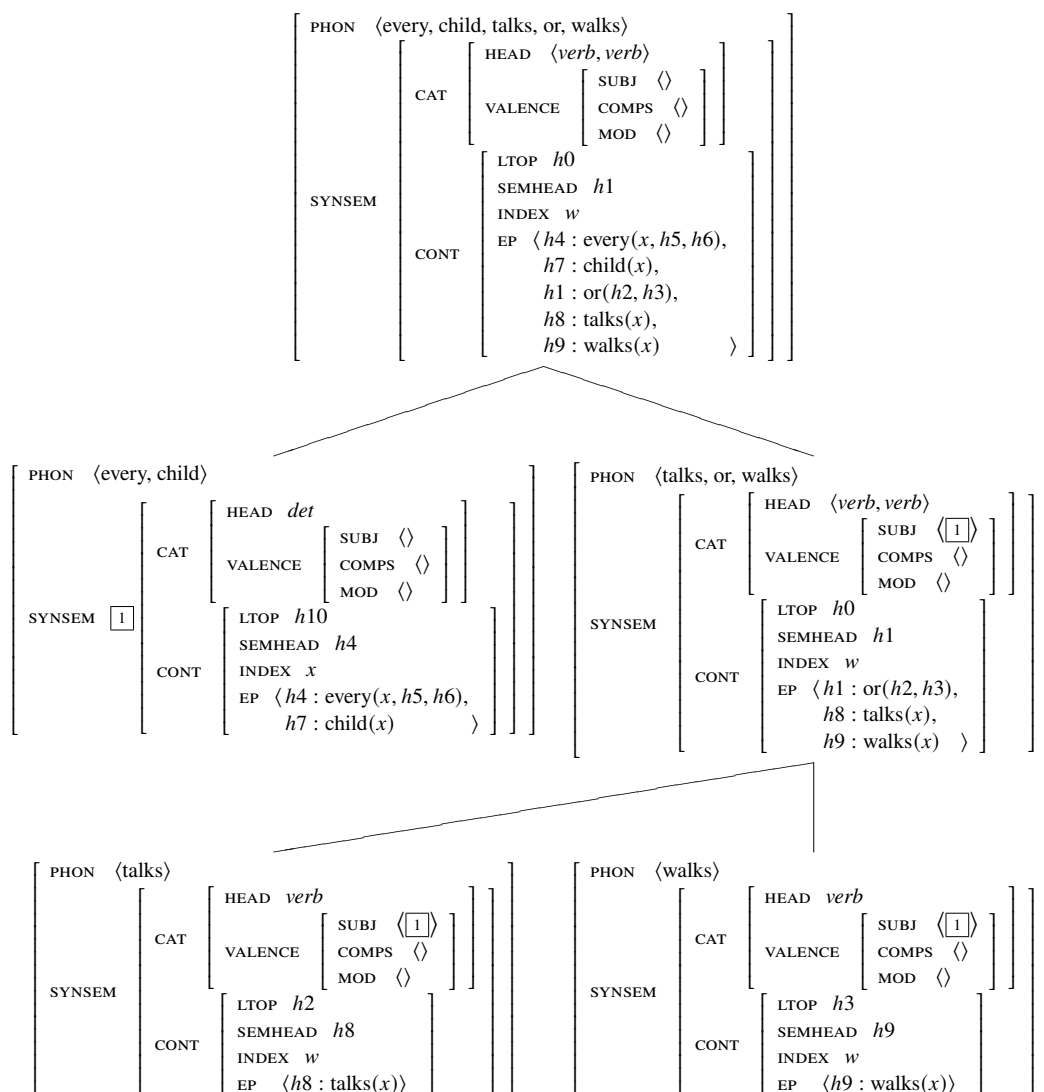 PHON ⟨every, child, talks, or, walks⟩
HEAD ⟨verb, verb⟩
SUBJ ⟨⟩
CAT VALENCE COMPS ⟨⟩
MOD ⟨⟩
LTOP h0
SEMHEAD h1
SYNSEM
INDEX w
EP ⟨ h4 : every(x, h5, h6),
CONT h7 : child(x),
h1 : or(h2, h3),
h8 : talks(x),
h9 : walks(x) ⟩
PHON ⟨every, child⟩
HEAD det
SUBJ ⟨⟩
CAT VALENCE COMPS ⟨⟩
MOD ⟨⟩
SYNSEM 1 LTOP h10
SEMHEAD h4
CONT INDEX x
EP ⟨ h4 : every(x, h5, h6),
h7 : child(x) ⟩
PHON ⟨talks, or, walks⟩
HEAD ⟨verb, verb⟩
SUBJ ⟨1⟩
CAT VALENCE COMPS ⟨⟩
MOD ⟨⟩
SYNSEM LTOP h0
SEMHEAD h1
INDEX w
CONT EP ⟨ h1 : or(h2, h3),
h8 : talks(x),
h9 : walks(x) ⟩
PHON ⟨talks⟩
HEAD verb
SUBJ ⟨1⟩
CAT VALENCE COMPS ⟨⟩
MOD ⟨⟩
SYNSEM LTOP h2
SEMHEAD h8
CONT INDEX w
EP ⟨h8 : talks(x)⟩
PHON ⟨walks⟩
HEAD verb
SUBJ ⟨1⟩
CAT VALENCE COMPS ⟨⟩
MOD ⟨⟩
SYNSEM LTOP h3
SEMHEAD h9
CONT INDEX w
EP ⟨h9 : walks(x)⟩